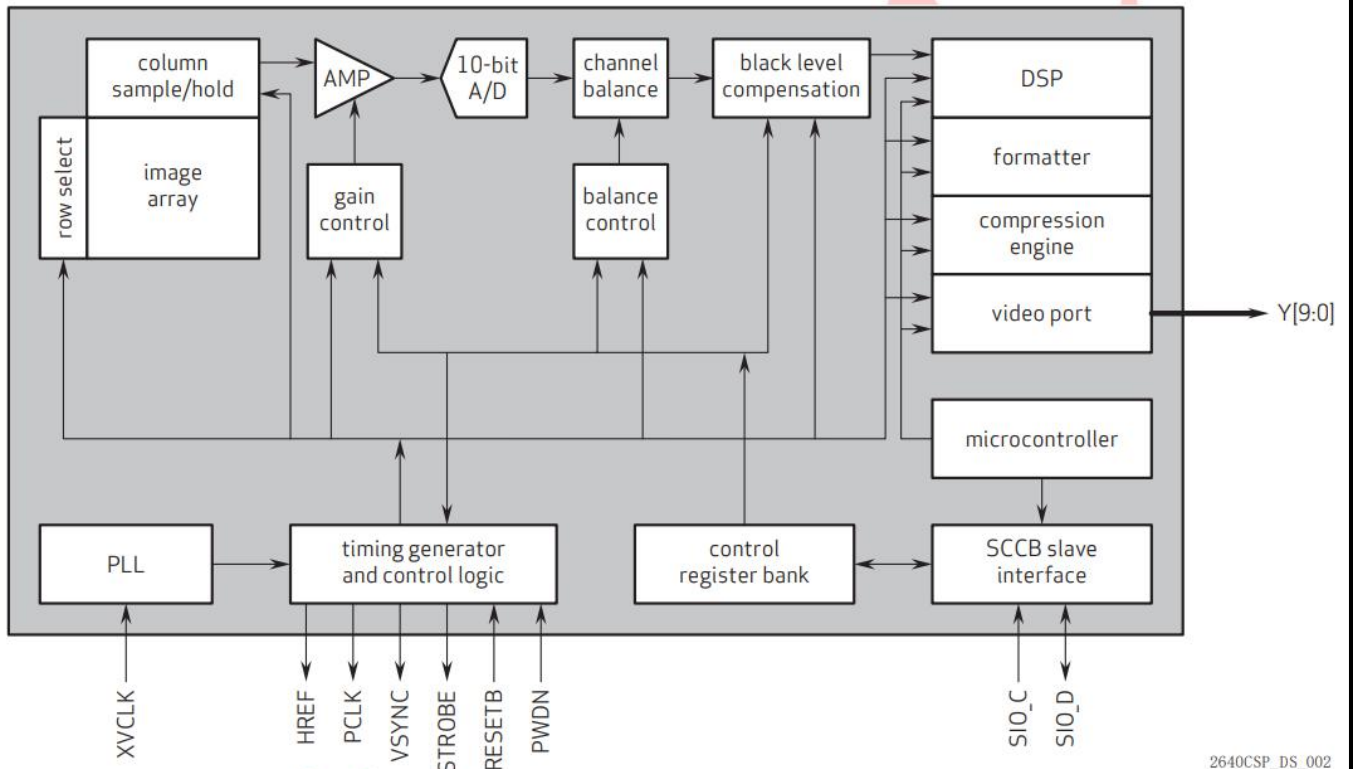 column
sample/hold
AMP
10-bit
A/D
channel
balance
black level
compensation
DSP
row select
image
array
gain
control
balance
control
formatter
compression
engine
video port
Y[9:0]
microcontroller
PLL
timing generator
and control logic
control
register bank
SCCB slave
interface
XVCLK
HREF
PCLK
VSYNC
STROBE
RESETB
PWDN
SIO_C
SIO_D
2640CSP_DS_002